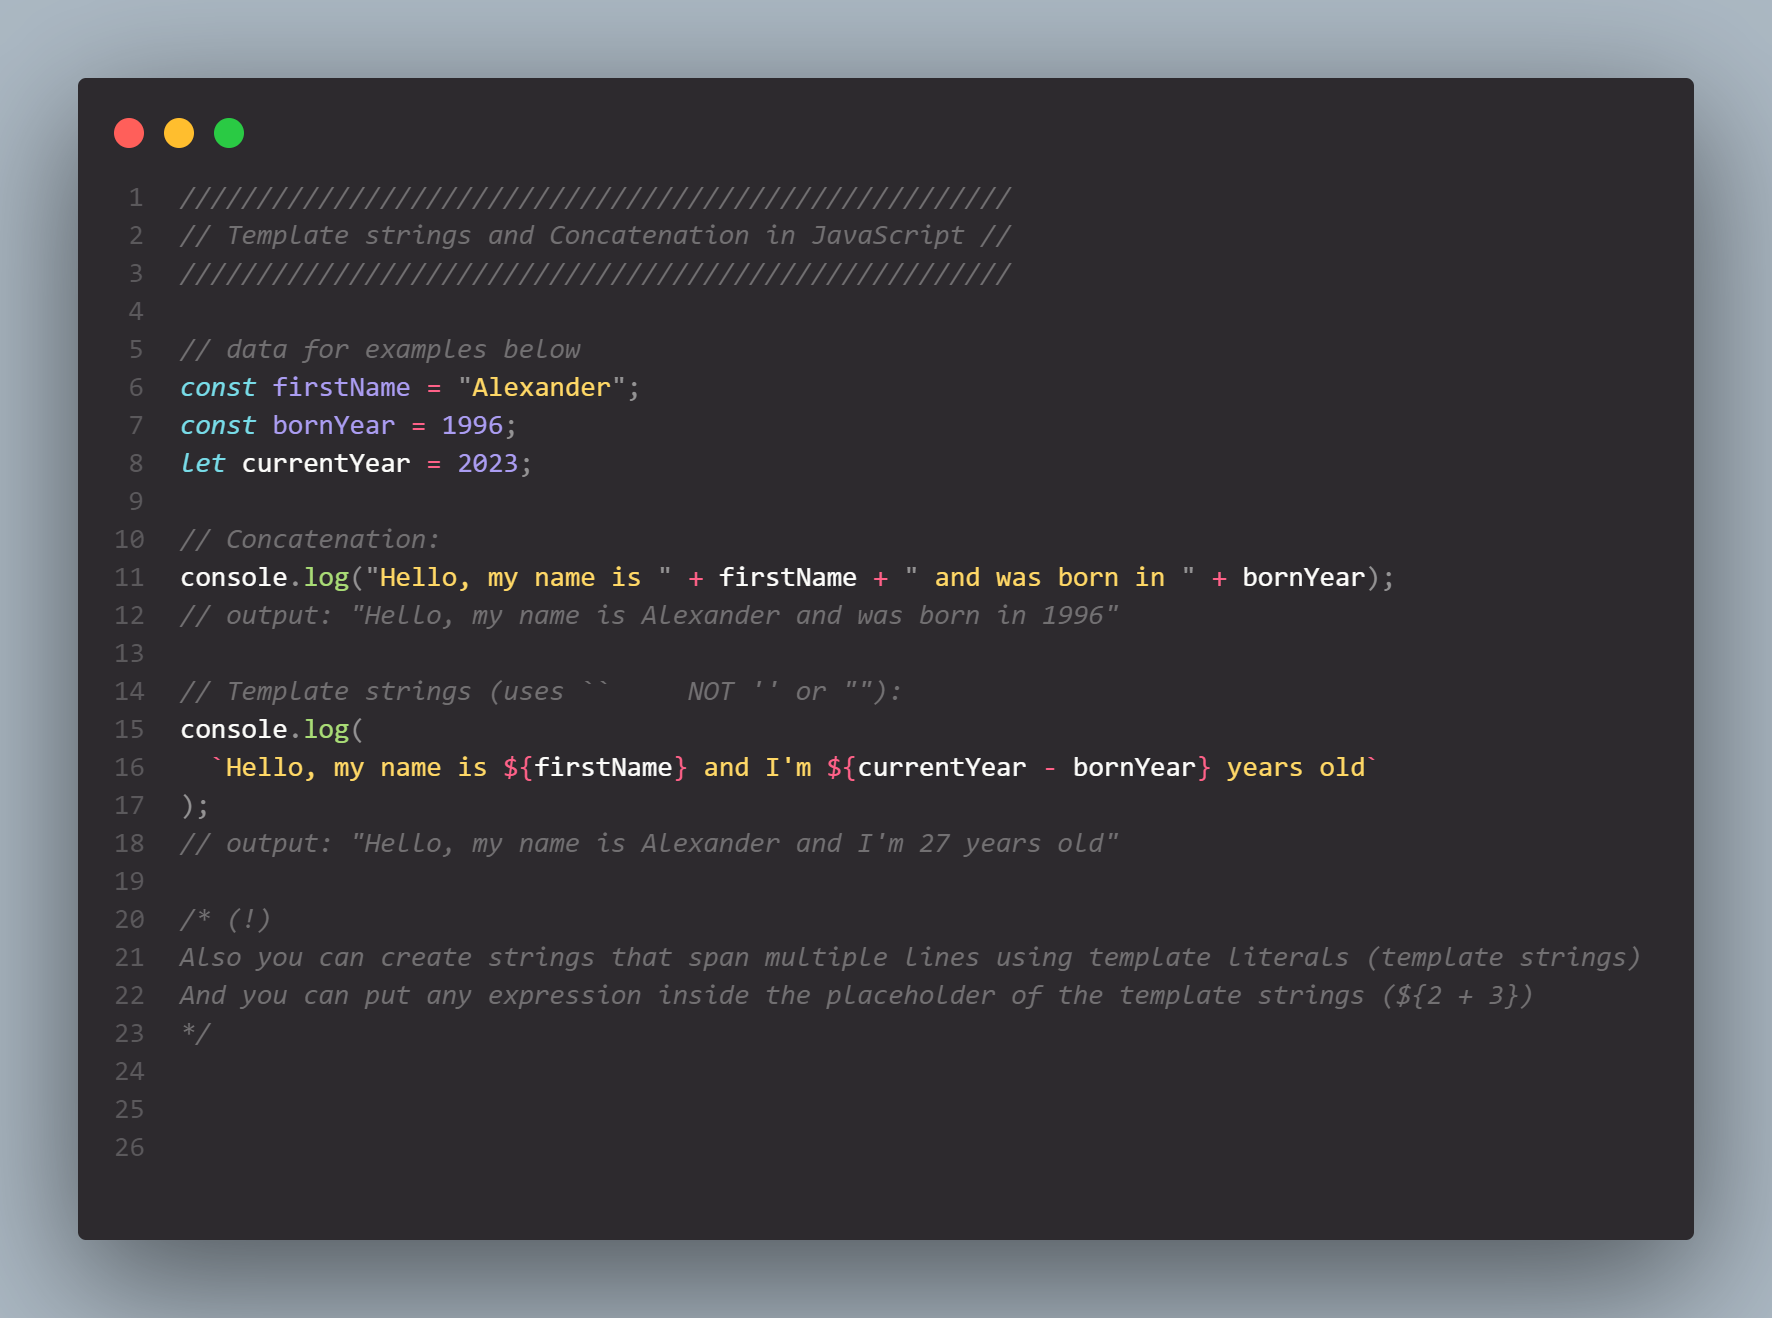 1 //////////////////////////////////////////////////////
2 // Template strings and Concatenation in JavaScript //
3 //////////////////////////////////////////////////////
4
5 // data for examples below
6 const firstName = "Alexander";
7 const bornYear = 1996;
8 let currentYear = 2023;
9
10 // Concatenation:
11 console.log("Hello, my name is " + firstName + " and was born in " + bornYear);
12 // output: "Hello, my name is Alexander and was born in 1996"
13
14 // Template strings (uses ``     NOT '' or ""):
15 console.log(
16   `Hello, my name is ${firstName} and I'm ${currentYear - bornYear} years old`
17 );
18 // output: "Hello, my name is Alexander and I'm 27 years old"
19
20 /* (!)
21 Also you can create strings that span multiple lines using template literals (template strings)
22 And you can put any expression inside the placeholder of the template strings (${2 + 3})
23 */
24
25
26